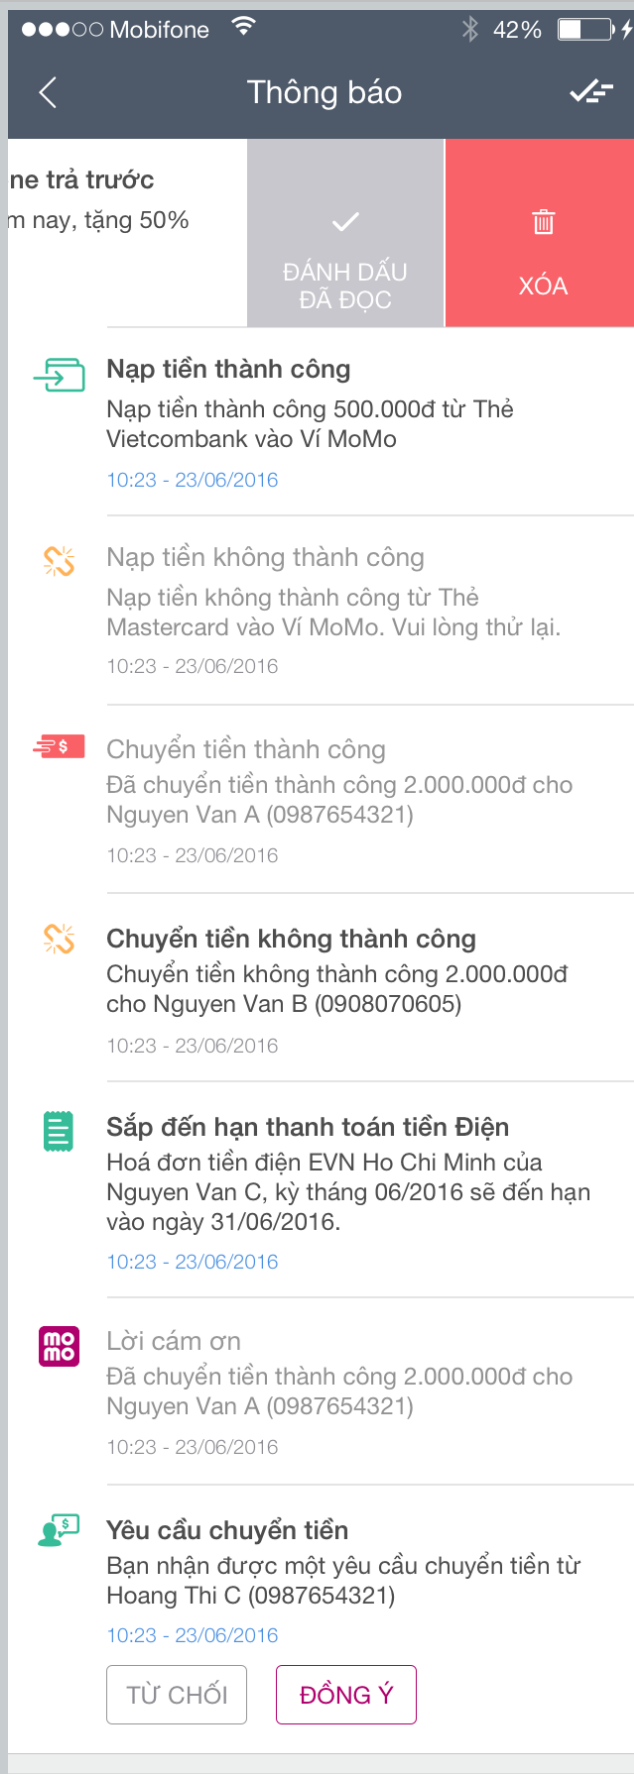 Mobifone
42%
Thông báo
ne trả trước
m nay, tặng 50%
ĐÁNH DẤU
ĐÃ ĐỌC
XÓA
Nạp tiền thành công
Nạp tiền thành công 500.000đ từ Thẻ
Vietcombank vào Ví MoMo
10:23 - 23/06/2016
Nạp tiền không thành công
Nạp tiền không thành công từ Thẻ
Mastercard vào Ví MoMo. Vui lòng thử lại.
10:23 - 23/06/2016
Chuyển tiền thành công
Đã chuyển tiền thành công 2.000.000đ cho
Nguyen Van A (0987654321)
10:23 - 23/06/2016
Chuyển tiền không thành công
Chuyển tiền không thành công 2.000.000đ
cho Nguyen Van B (0908070605)
10:23 - 23/06/2016
Sắp đến hạn thanh toán tiền Điện
Hoá đơn tiền điện EVN Ho Chi Minh của
Nguyen Van C, kỳ tháng 06/2016 sẽ đến hạn
vào ngày 31/06/2016.
10:23 - 23/06/2016
mo
mo
Lời cám ơn
Đã chuyển tiền thành công 2.000.000đ cho
Nguyen Van A (0987654321)
10:23 - 23/06/2016
Yêu cầu chuyển tiền
Bạn nhận được một yêu cầu chuyển tiền từ
Hoang Thi C (0987654321)
10:23 - 23/06/2016
TỪ CHỐI
ĐỒNG Ý